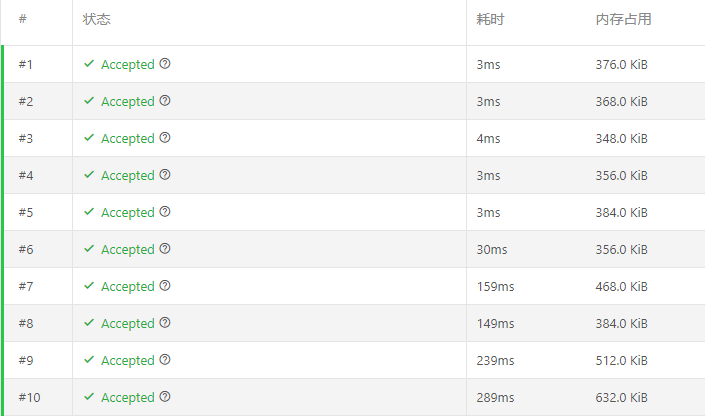 # 状态 耗时 内存占用
#1 Accepted 3ms 376.0 KiB
#2 Accepted 3ms 368.0 KiB
#3 Accepted 4ms 348.0 KiB
#4 Accepted 3ms 356.0 KiB
#5 Accepted 3ms 384.0 KiB
#6 Accepted 30ms 356.0 KiB
#7 Accepted 159ms 468.0 KiB
#8 Accepted 149ms 384.0 KiB
#9 Accepted 239ms 512.0 KiB
#10 Accepted 289ms 632.0 KiB